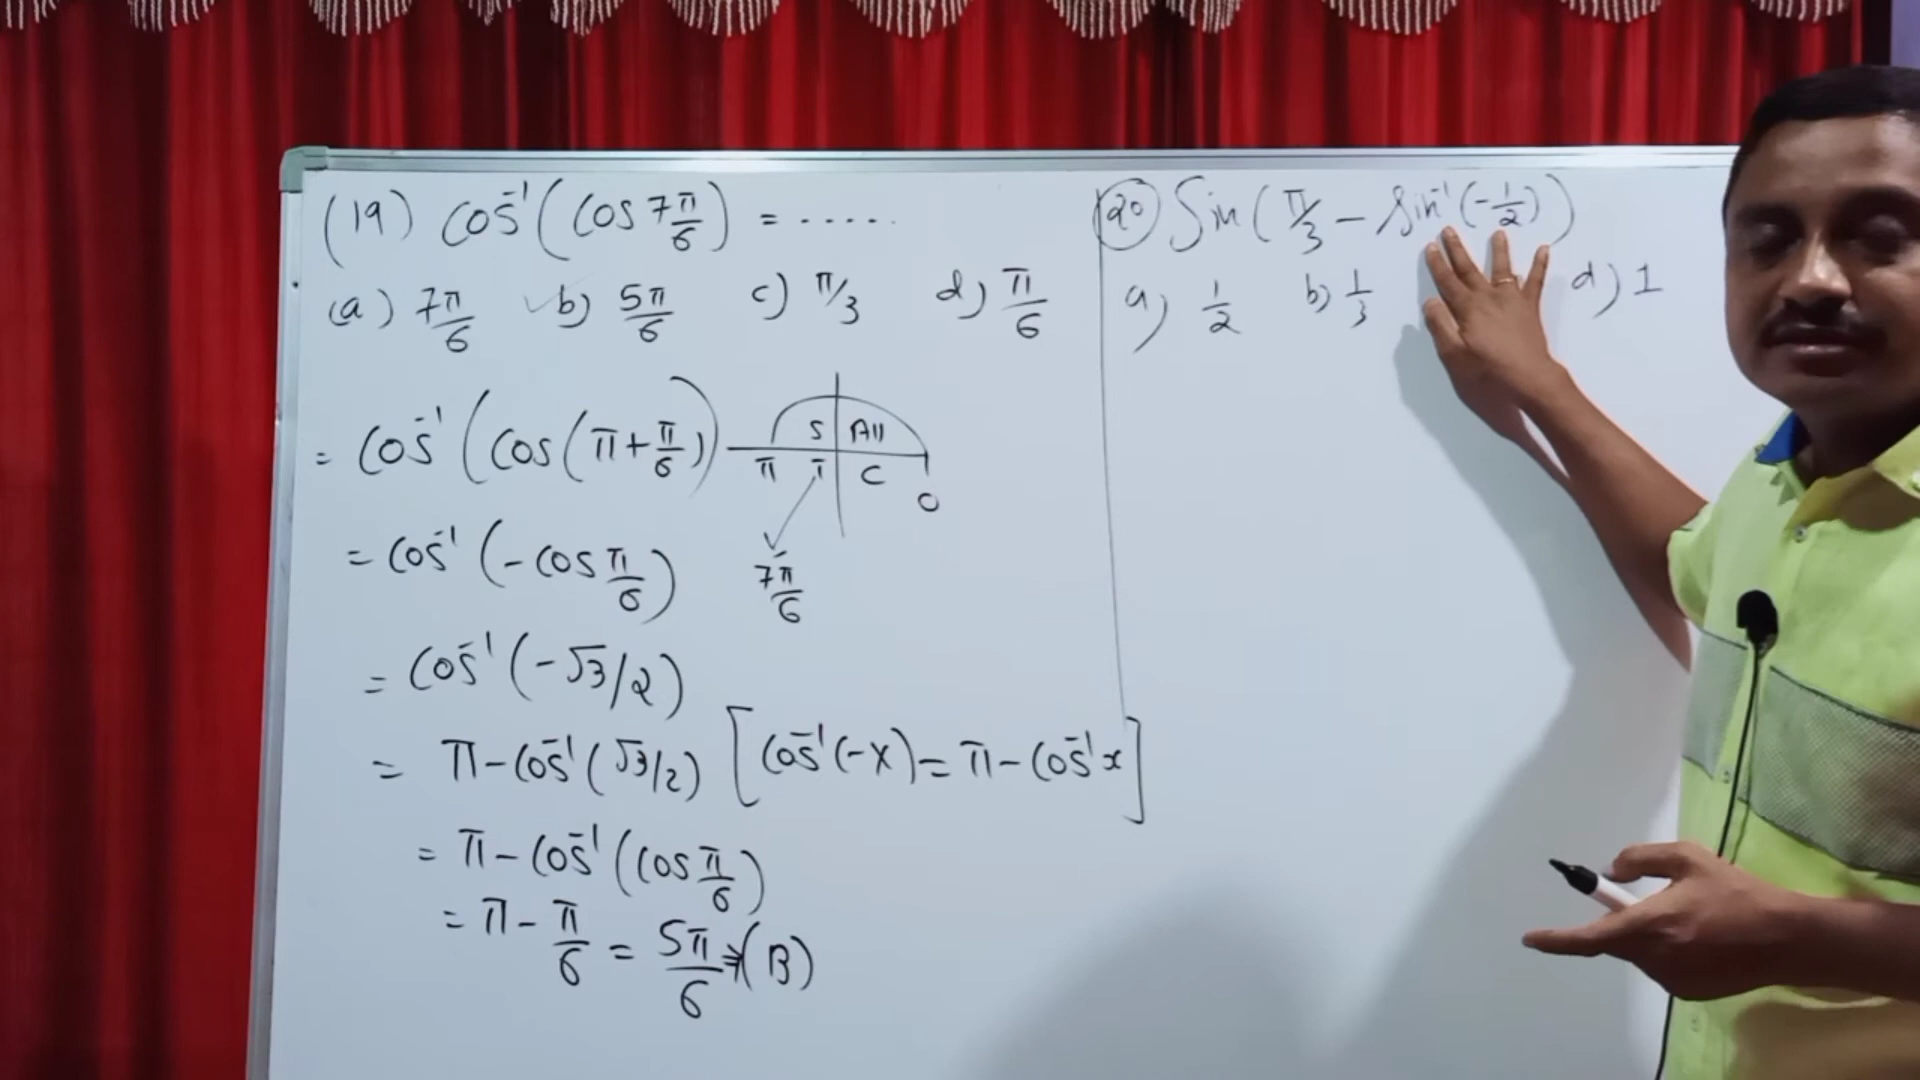 (19) cos⁻¹(cos 7π/6) = ......
(a) 7π/6 ✓b) 5π/6 c) π/3 d) π/6
= cos⁻¹(cos(π+π/6))
S All
π T C
0
7π/6
= cos⁻¹(-cos π/6)
= cos⁻¹(-√3/2)
= π-cos⁻¹(√3/2) [cos⁻¹(-x)=π-cos⁻¹x]
= π-cos⁻¹(cos π/6)
= π-π/6 = 5π/6 ⇒(B)
(20) Sin(π/3 - Sin⁻¹(-1/2))
a) 1/2 b) 1/3 d) 1